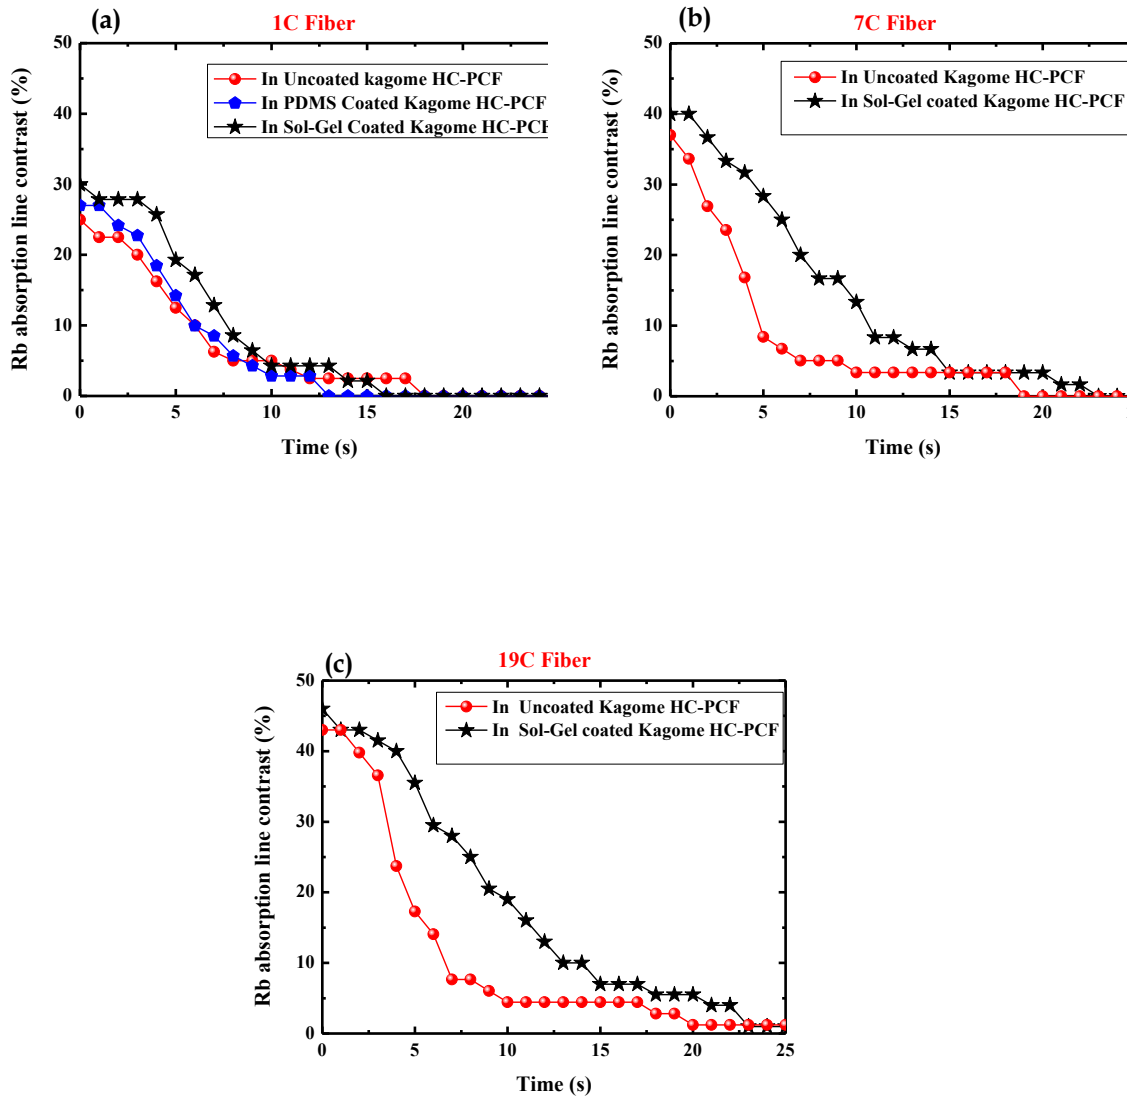 (a)
1C Fiber
In Uncoated kagome HC-PCF
In PDMS Coated Kagome HC-PCF
In Sol-Gel Coated Kagome HC-PCF
Rb absorption line contrast (%)
50
40
30
20
10
0
0 5 10 15 20
Time (s)
(b)
7C Fiber
In Uncoated Kagome HC-PCF
In Sol-Gel coated Kagome HC-PCF
Rb absorption line contrast (%)
50
40
30
20
10
0
0 5 10 15 20
Time (s)
(c)
19C Fiber
In Uncoated Kagome HC-PCF
In Sol-Gel coated Kagome HC-PCF
Rb absorption line contrast (%)
50
40
30
20
10
0
0 5 10 15 20 25
Time (s)